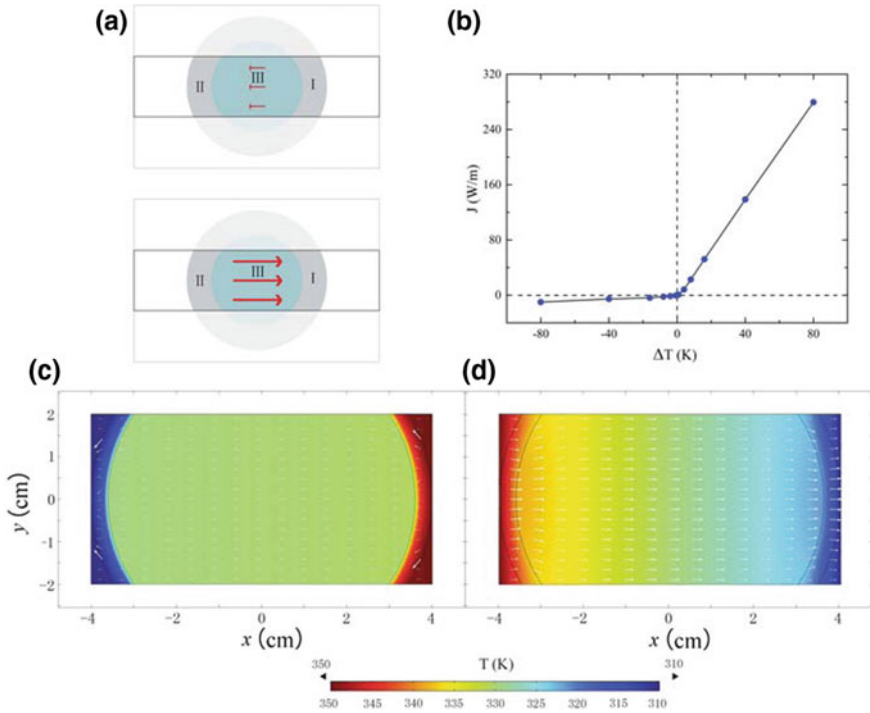 (a)
II III I
II III I
(b)
J (W/m)
320
240
160
80
0
-80 -40 0 40 80
ΔT (K)
(c)
y (cm)
2
1
0
-1
-2
-4 -2 0 2 4
x (cm)
(d)
-4 -2 0 2 4
x (cm)
T (K)
350 310
350 345 340 335 330 325 320 315 310